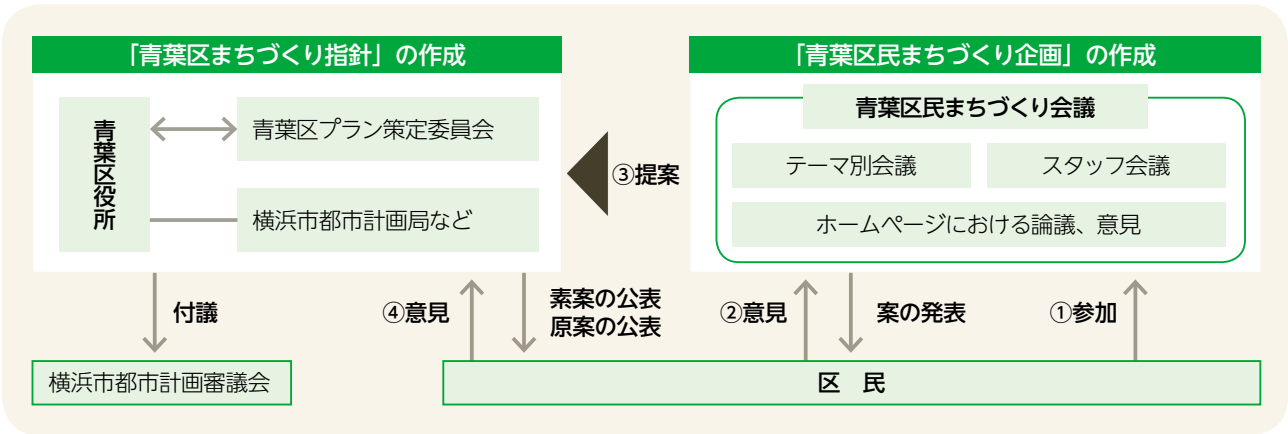 「青葉区まちづくり指針」の作成
青葉区役所
青葉区プラン策定委員会
横浜市都市計画局など
③提案
「青葉区民まちづくり企画」の作成
青葉区民まちづくり会議
テーマ別会議
スタッフ会議
ホームページにおける論議、意見
付議
④意見
素案の公表
原案の公表
②意見
案の発表
①参加
横浜市都市計画審議会
区 民